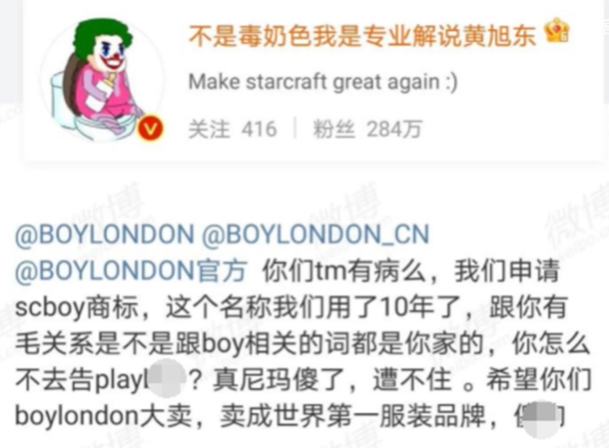 不是毒奶色我是专业解说黄旭东
Make starcraft great again :)
关注 416 粉丝 284万
@BOYLONDON @BOYLONDON_CN
@BOYLONDON官方 你们tm有病么，我们申请
scboy商标，这个名称我们用了10年了，跟你有
毛关系是不是跟boy相关的词都是你家的，你怎么
不去告playl ？真尼玛傻了，遭不住 。希望你们
boylondon大卖，卖成世界第一服装品牌，
微博
微博
微博